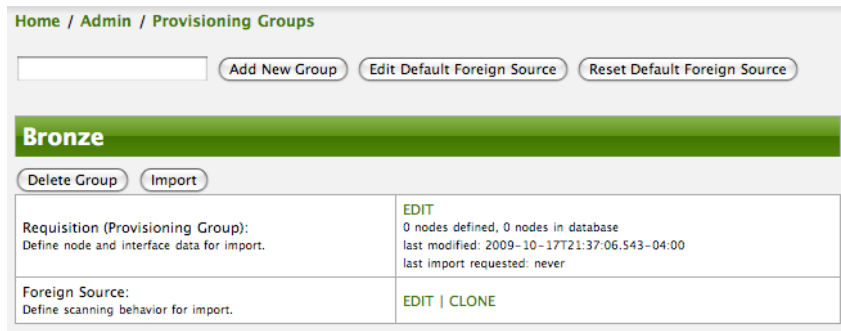 Home / Admin / Provisioning Groups
Add New Group Edit Default Foreign Source Reset Default Foreign Source
Bronze
Delete Group Import
Requisition (Provisioning Group):
Define node and interface data for import.
EDIT
0 nodes defined, 0 nodes in database
last modified: 2009-10-17T21:37:06.543-04:00
last import requested: never
Foreign Source:
Define scanning behavior for import.
EDIT | CLONE